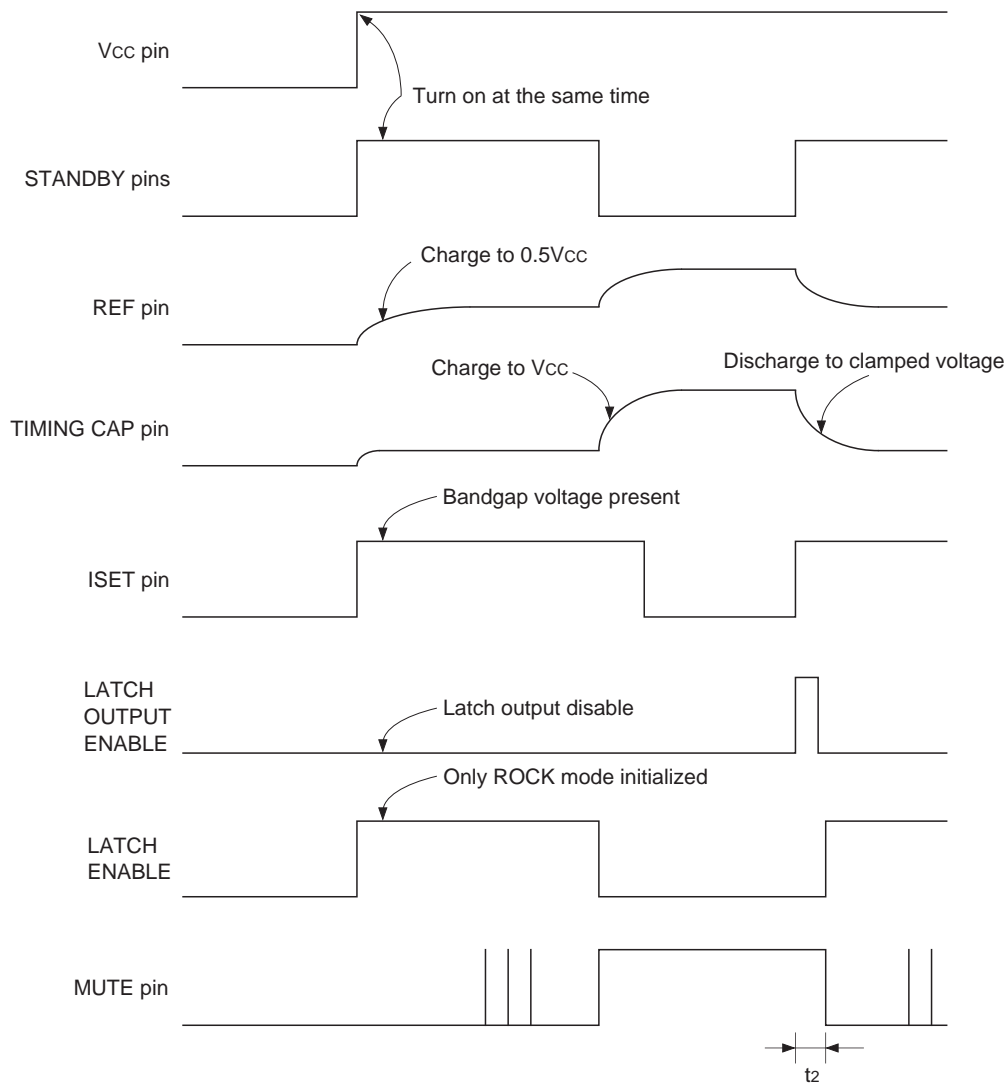 VCC pin
Turn on at the same time
STANDBY pins
Charge to 0.5VCC
REF pin
Charge to VCC
Discharge to clamped voltage
TIMING CAP pin
Bandgap voltage present
ISET pin
LATCH
OUTPUT
ENABLE
Latch output disable
Only ROCK mode initialized
LATCH
ENABLE
MUTE pin
t2